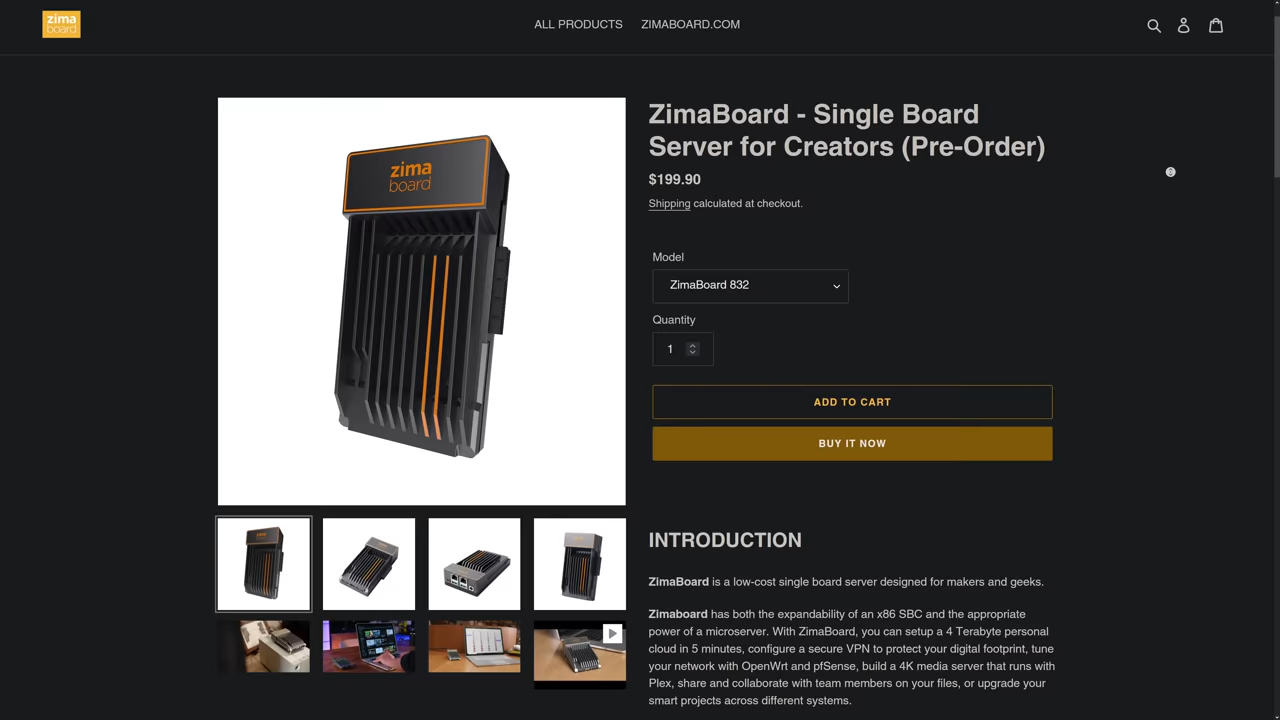 zima
board
ALL PRODUCTS
ZIMABOARD.COM
zima
board
ZimaBoard - Single Board
Server for Creators (Pre-Order)
$199.90
Shipping calculated at checkout.
Model
ZimaBoard 832
Quantity
1
ADD TO CART
BUY IT NOW
INTRODUCTION
ZimaBoard is a low-cost single board server designed for makers and geeks.
Zimaboard has both the expandability of an x86 SBC and the appropriate
power of a microserver. With ZimaBoard, you can setup a 4 Terabyte personal
cloud in 5 minutes, configure a secure VPN to protect your digital footprint, tune
your network with OpenWrt and pfSense, build a 4K media server that runs with
Plex, share and collaborate with team members on your files, or upgrade your
smart projects across different systems.